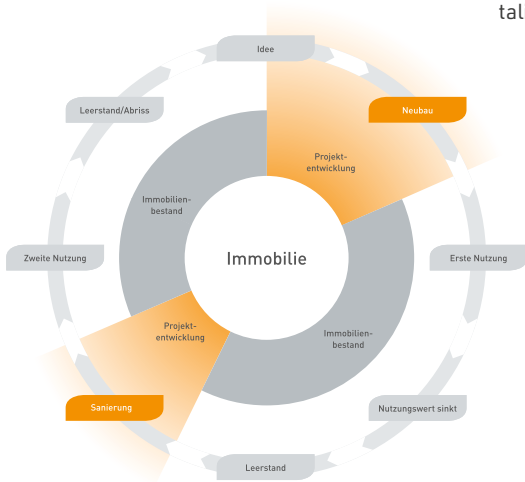 tal
Idee
Leerstand/Abriss
Neubau
Projekt-
entwicklung
Immobilien-
bestand
Zweite Nutzung
Immobilie
Erste Nutzung
Projekt-
entwicklung
Immobilien-
bestand
Sanierung
Nutzungswert sinkt
Leerstand